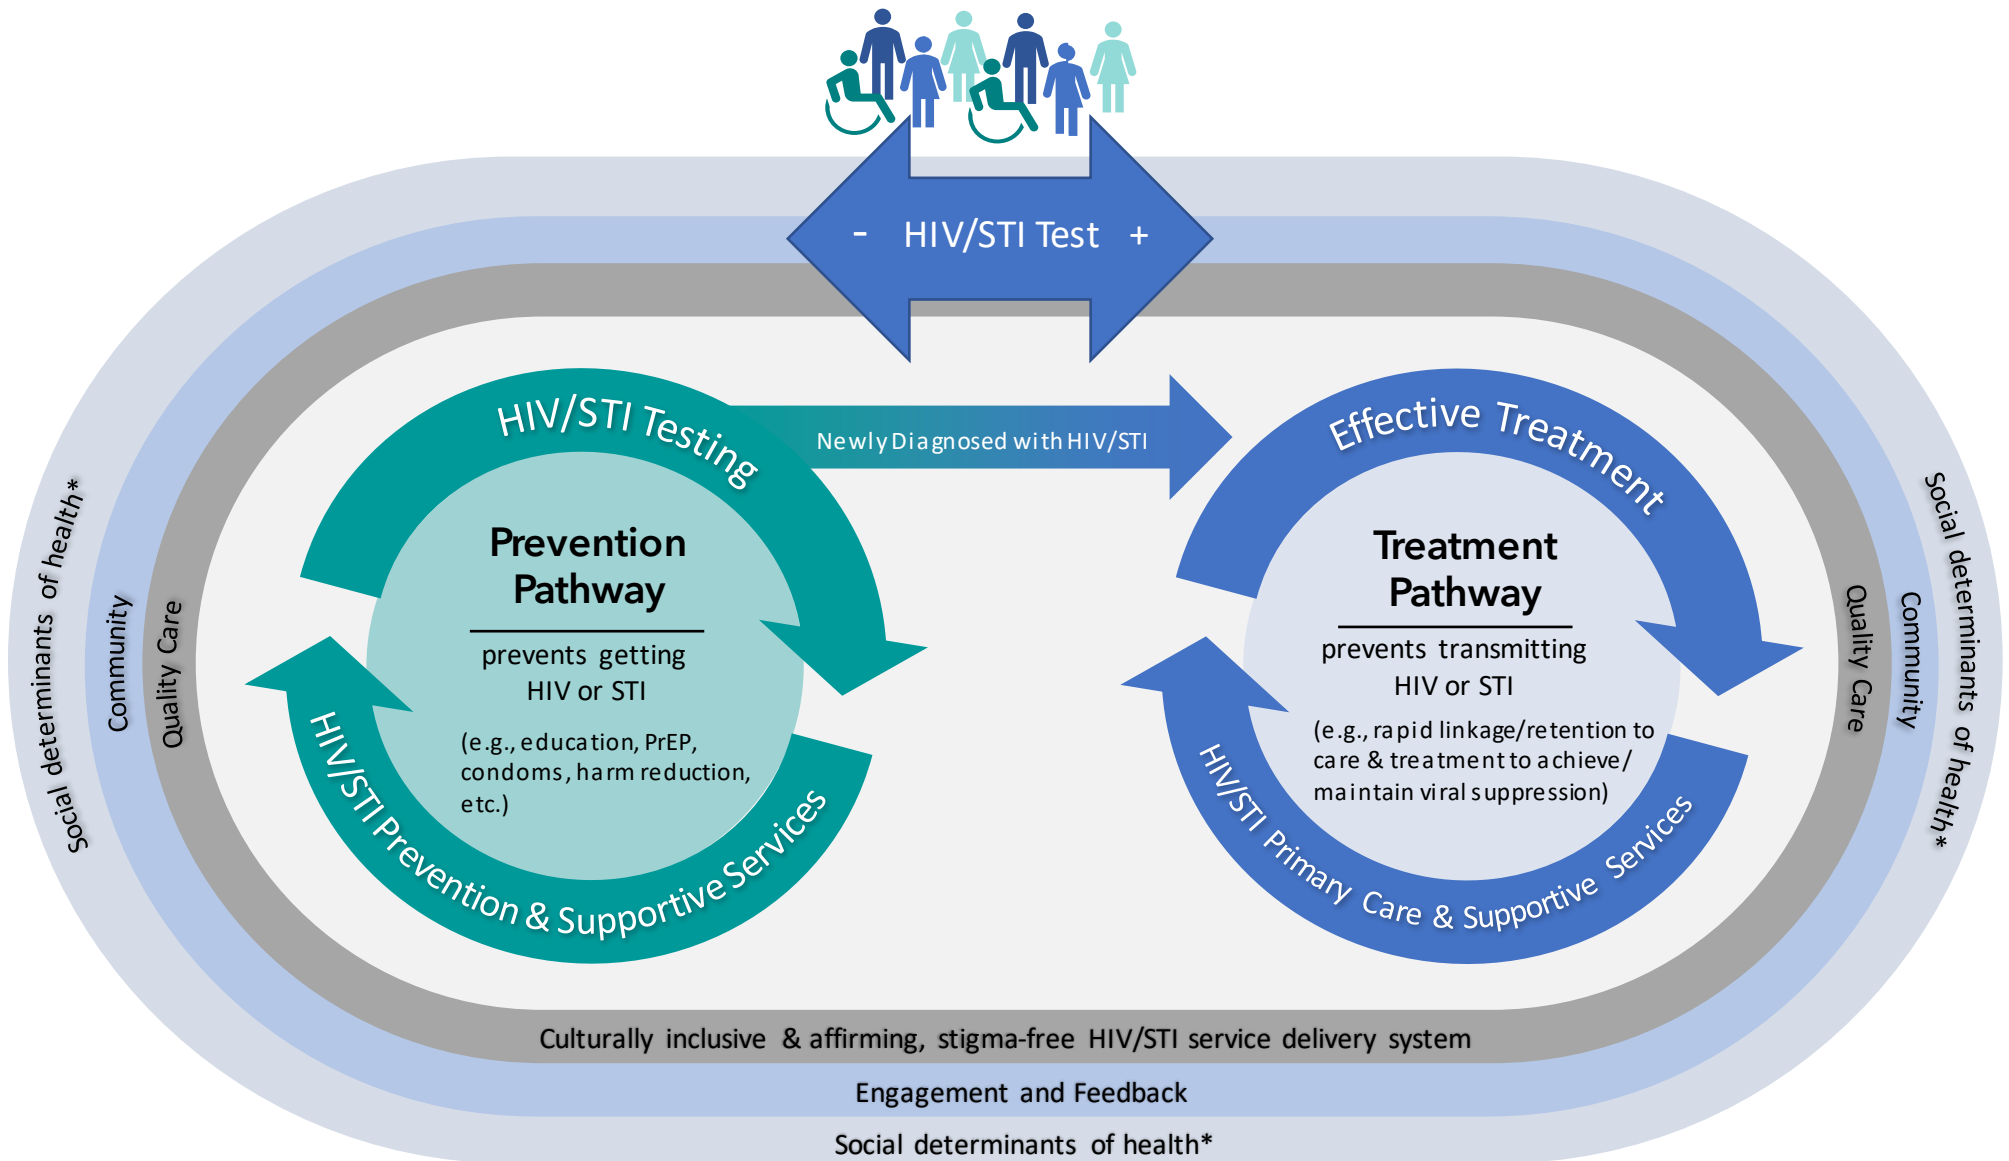 - HIV/STI Test +
HIV/STI Testing
Newly Diagnosed with HIV/STI
Effective Treatment
Prevention
Pathway
prevents getting
HIV or STI
(e.g., education, PrEP,
condoms, harm reduction,
etc.)
HIV/STI Prevention & Supportive Services
Treatment
Pathway
prevents transmitting
HIV or STI
(e.g., rapid linkage/retention to
care & treatment to achieve/
maintain viral suppression)
HIV/STI Primary Care & Supportive Services
Social determinants of health*
Community
Quality Care
Quality Care
Community
Social determinants of health*
Culturally inclusive & affirming, stigma-free HIV/STI service delivery system
Engagement and Feedback
Social determinants of health*